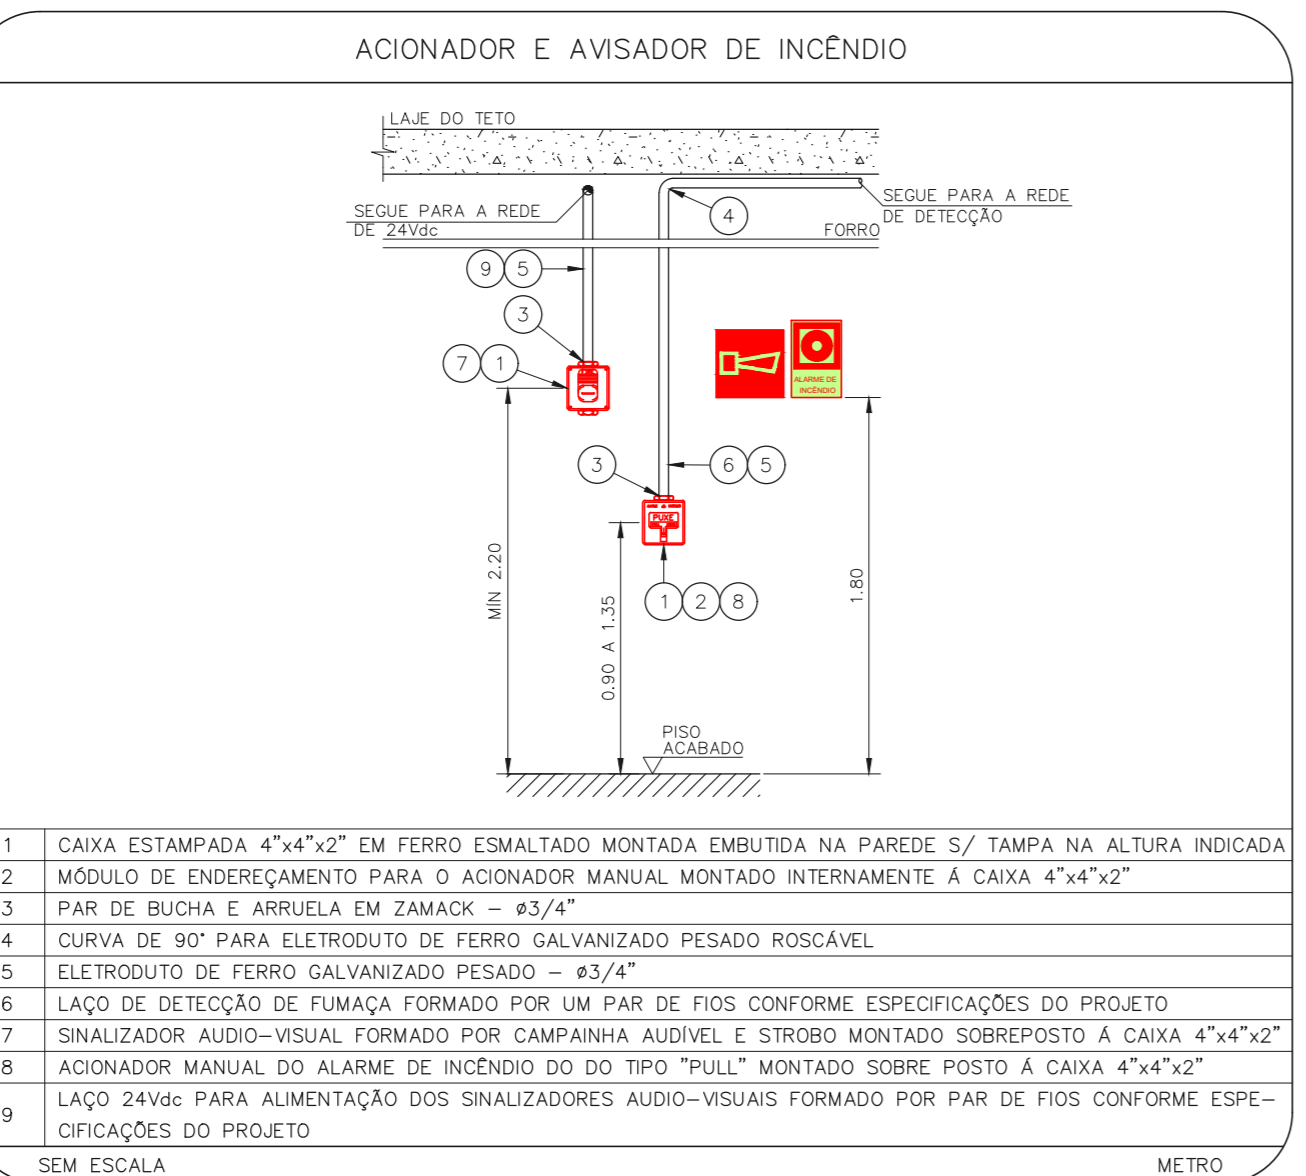 ACIONADOR E AVISADOR DE INCÊNDIO
LAJE DO TETO
SEGUE PARA A REDE
DE 24Vdc
SEGUE PARA A REDE
DE DETECÇÃO
4
FORRO
9 5
3
7 1
ALARME DE
INCÊNDIO
3
6 5
PUXE
MÍN 2.20
0.90 A 1.35
1.80
1 2 8
PISO
ACABADO
1 CAIXA ESTAMPADA 4"x4"x2" EM FERRO ESMALTADO MONTADA EMBUTIDA NA PAREDE S/ TAMPA NA ALTURA INDICADA
2 MÓDULO DE ENDEREÇAMENTO PARA O ACIONADOR MANUAL MONTADO INTERNAMENTE Á CAIXA 4"x4"x2"
3 PAR DE BUCHA E ARRUELA EM ZAMACK – ø3/4"
4 CURVA DE 90° PARA ELETRODUTO DE FERRO GALVANIZADO PESADO ROSCÁVEL
5 ELETRODUTO DE FERRO GALVANIZADO PESADO – ø3/4"
6 LAÇO DE DETECÇÃO DE FUMAÇA FORMADO POR UM PAR DE FIOS CONFORME ESPECIFICAÇÕES DO PROJETO
7 SINALIZADOR AUDIO–VISUAL FORMADO POR CAMPAINHA AUDÍVEL E STROBO MONTADO SOBREPOSTO Á CAIXA 4"x4"x2"
8 ACIONADOR MANUAL DO ALARME DE INCÊNDIO DO DO TIPO "PULL" MONTADO SOBRE POSTO Á CAIXA 4"x4"x2"
9 LAÇO 24Vdc PARA ALIMENTAÇÃO DOS SINALIZADORES AUDIO–VISUAIS FORMADO POR PAR DE FIOS CONFORME ESPE–
CIFICAÇÕES DO PROJETO
SEM ESCALA
METRO